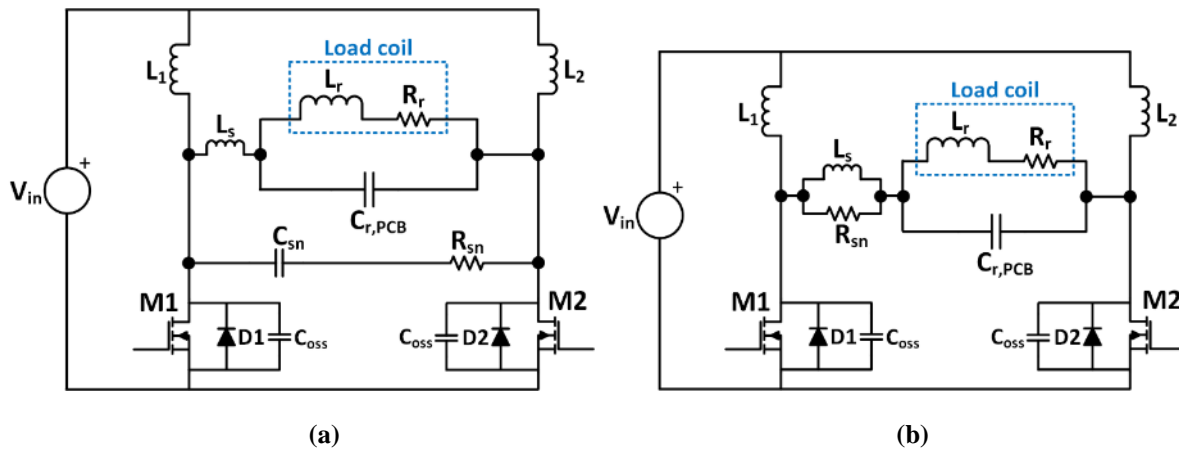 Load coil
L1
Lr
Rr
L2
Ls
Vin
+
Cr,PCB
Csn
Rsn
M1
M2
D1
Coss
Coss
D2
(a)
Load coil
L1
Lr
Rr
L2
Ls
Vin
+
Rsn
Cr,PCB
M1
M2
D1
Coss
Coss
D2
(b)